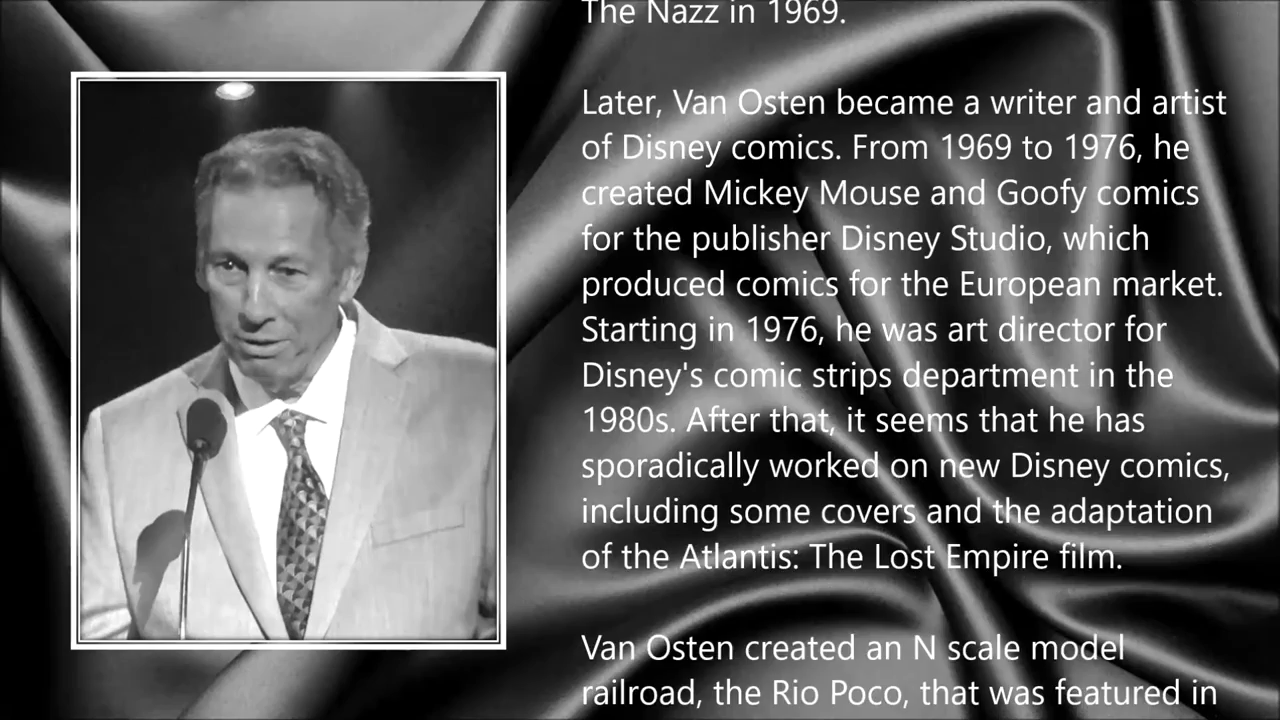 The Nazz in 1969.
Later, Van Osten became a writer and artist
of Disney comics. From 1969 to 1976, he
created Mickey Mouse and Goofy comics
for the publisher Disney Studio, which
produced comics for the European market.
Starting in 1976, he was art director for
Disney's comic strips department in the
1980s. After that, it seems that he has
sporadically worked on new Disney comics,
including some covers and the adaptation
of the Atlantis: The Lost Empire film.
Van Osten created an N scale model
railroad, the Rio Poco, that was featured in